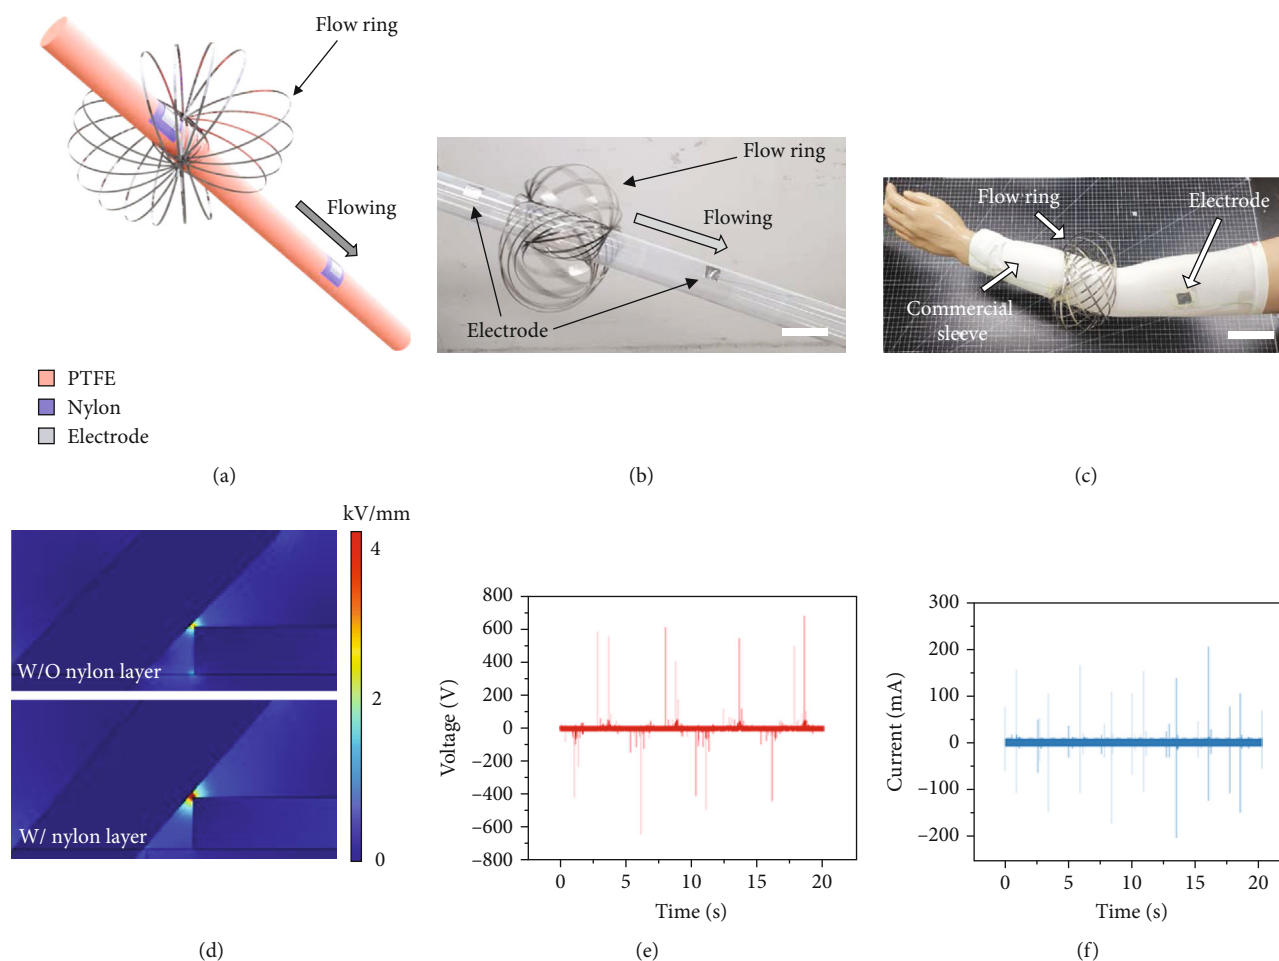 Flow ring
Flowing
PTFE
Nylon
Electrode
(a)
Flow ring
Flowing
Electrode
(b)
Flow ring
Electrode
Commercial
sleeve
(c)
kV/mm
4
2
0
W/O nylon layer
W/ nylon layer
(d)
800
600
400
200
0
−200
−400
−600
−800
Voltage (V)
0 5 10 15 20
Time (s)
(e)
300
200
100
0
−100
−200
Current (mA)
0 5 10 15 20
Time (s)
(f)